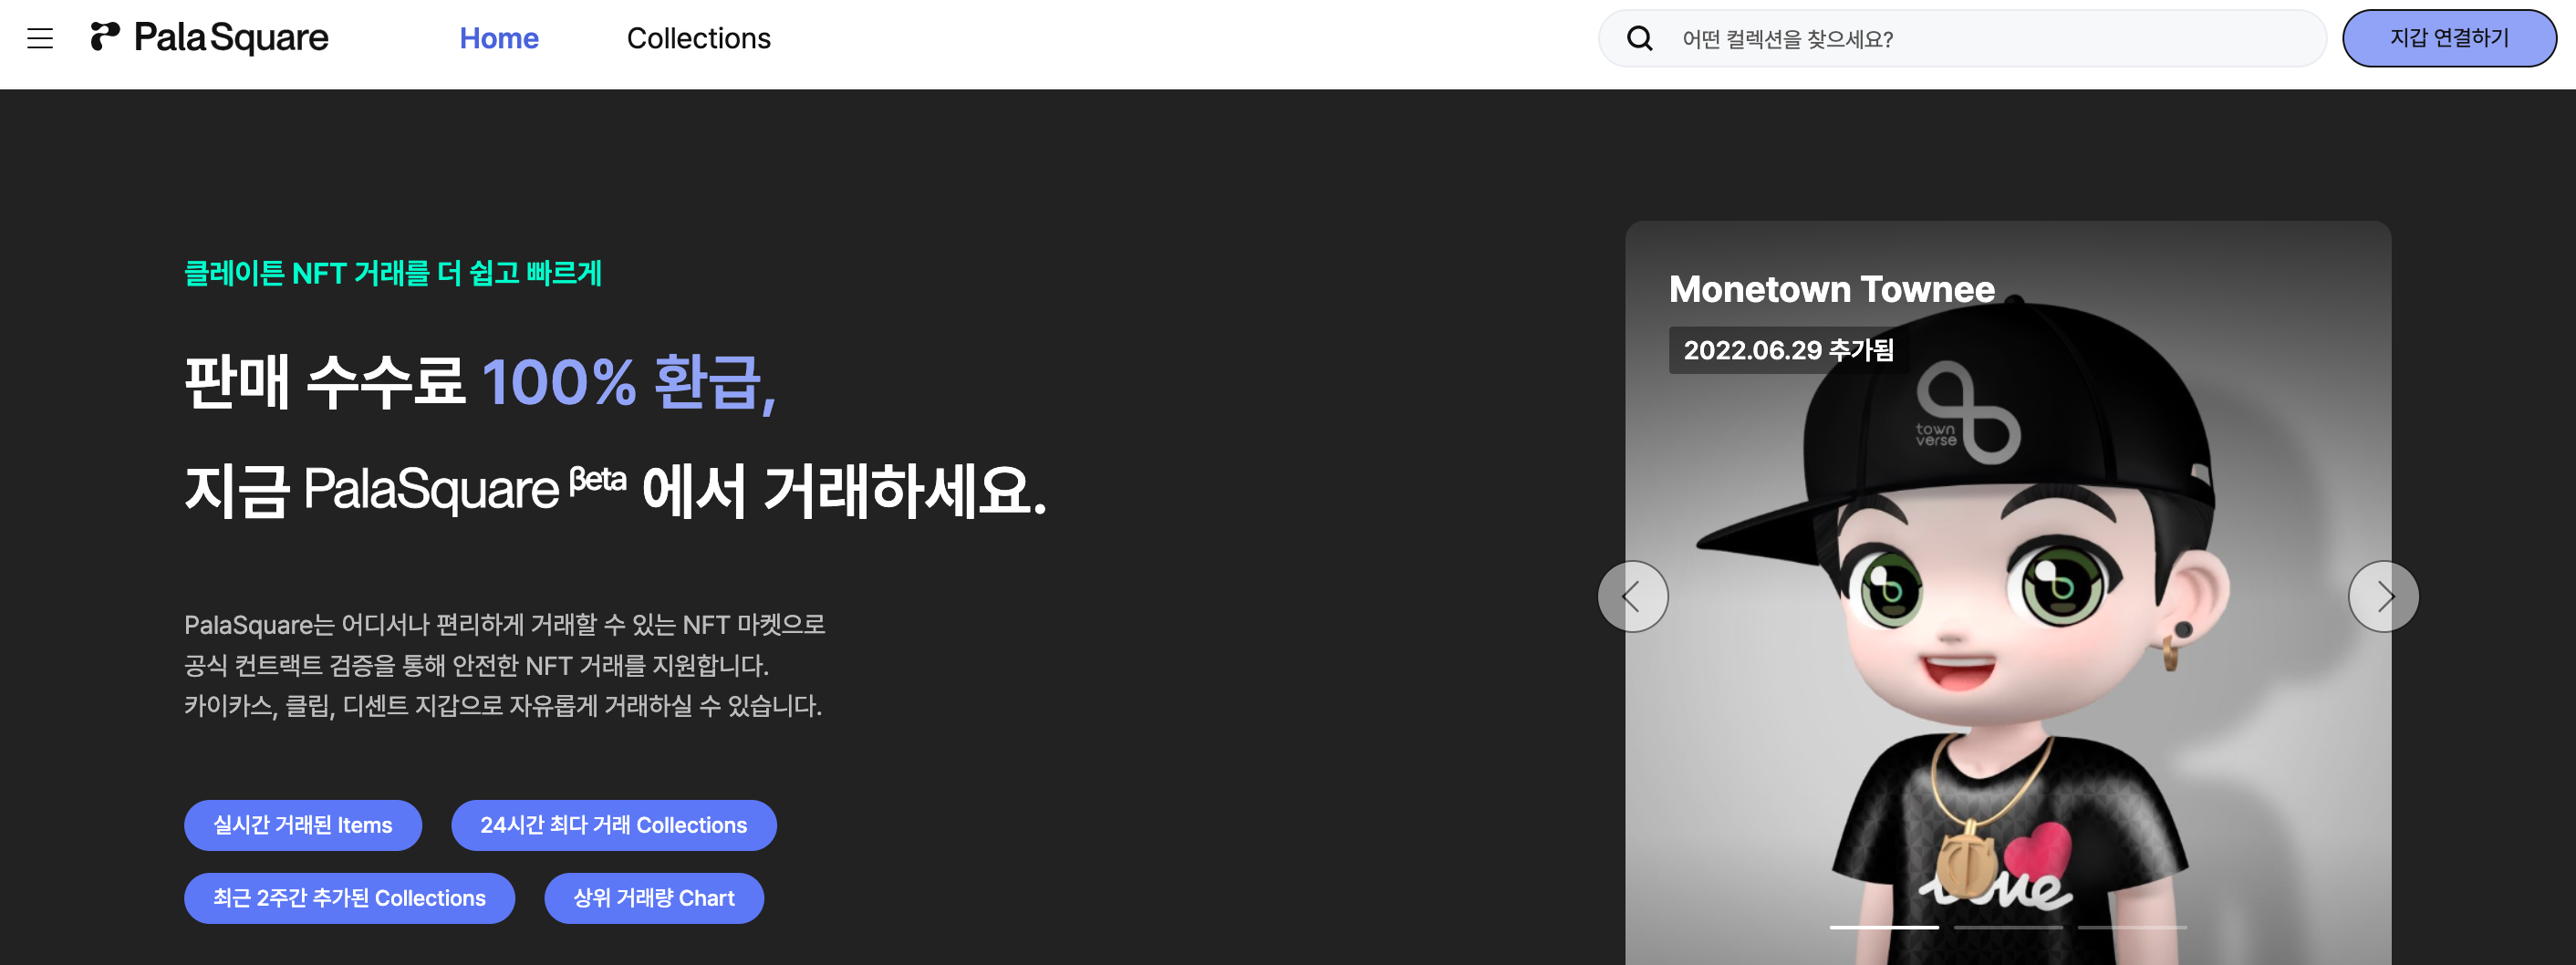 Pala Square
Home
Collections
어떤 컬렉션을 찾으세요?
지갑 연결하기
클레이튼 NFT 거래를 더 쉽고 빠르게
판매 수수료 100% 환급,
지금 PalaSquare βeta 에서 거래하세요.
PalaSquare는 어디서나 편리하게 거래할 수 있는 NFT 마켓으로
공식 컨트랙트 검증을 통해 안전한 NFT 거래를 지원합니다.
카이카스, 클립, 디센트 지갑으로 자유롭게 거래하실 수 있습니다.
실시간 거래된 Items
24시간 최다 거래 Collections
최근 2주간 추가된 Collections
상위 거래량 Chart
Monetown Townee
2022.06.29 추가됨
town
verse